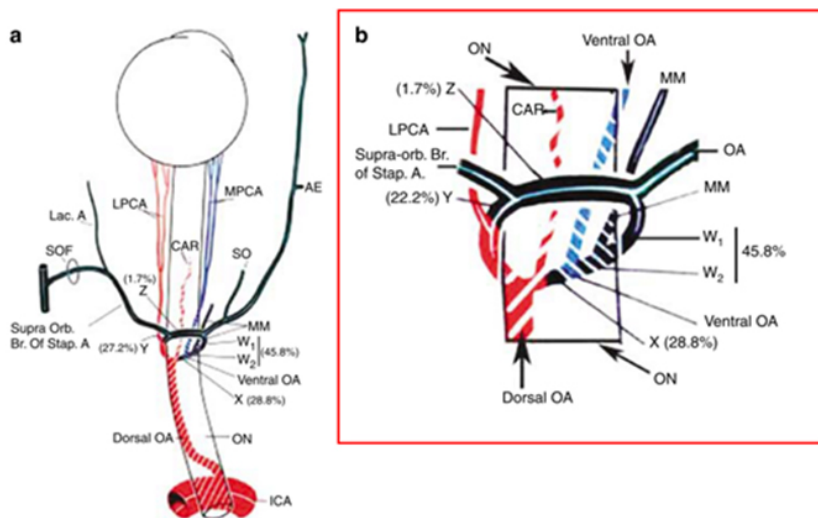 a
LPCA
MPCA
AE
Lac. A
CAR
SO
SOF
(1.7%)
Z
Supra Orb.
Br. Of Stap. A
(27.2%) Y
MM
W1
W2
(45.8%)
Ventral OA
X (28.8%)
Dorsal OA
ON
ICA
b
ON
Ventral OA
(1.7%) Z
MM
CAR
LPCA
OA
Supra-orb. Br.
of Stap. A.
MM
(22.2%) Y
W1
45.8%
W2
Ventral OA
X (28.8%)
ON
Dorsal OA